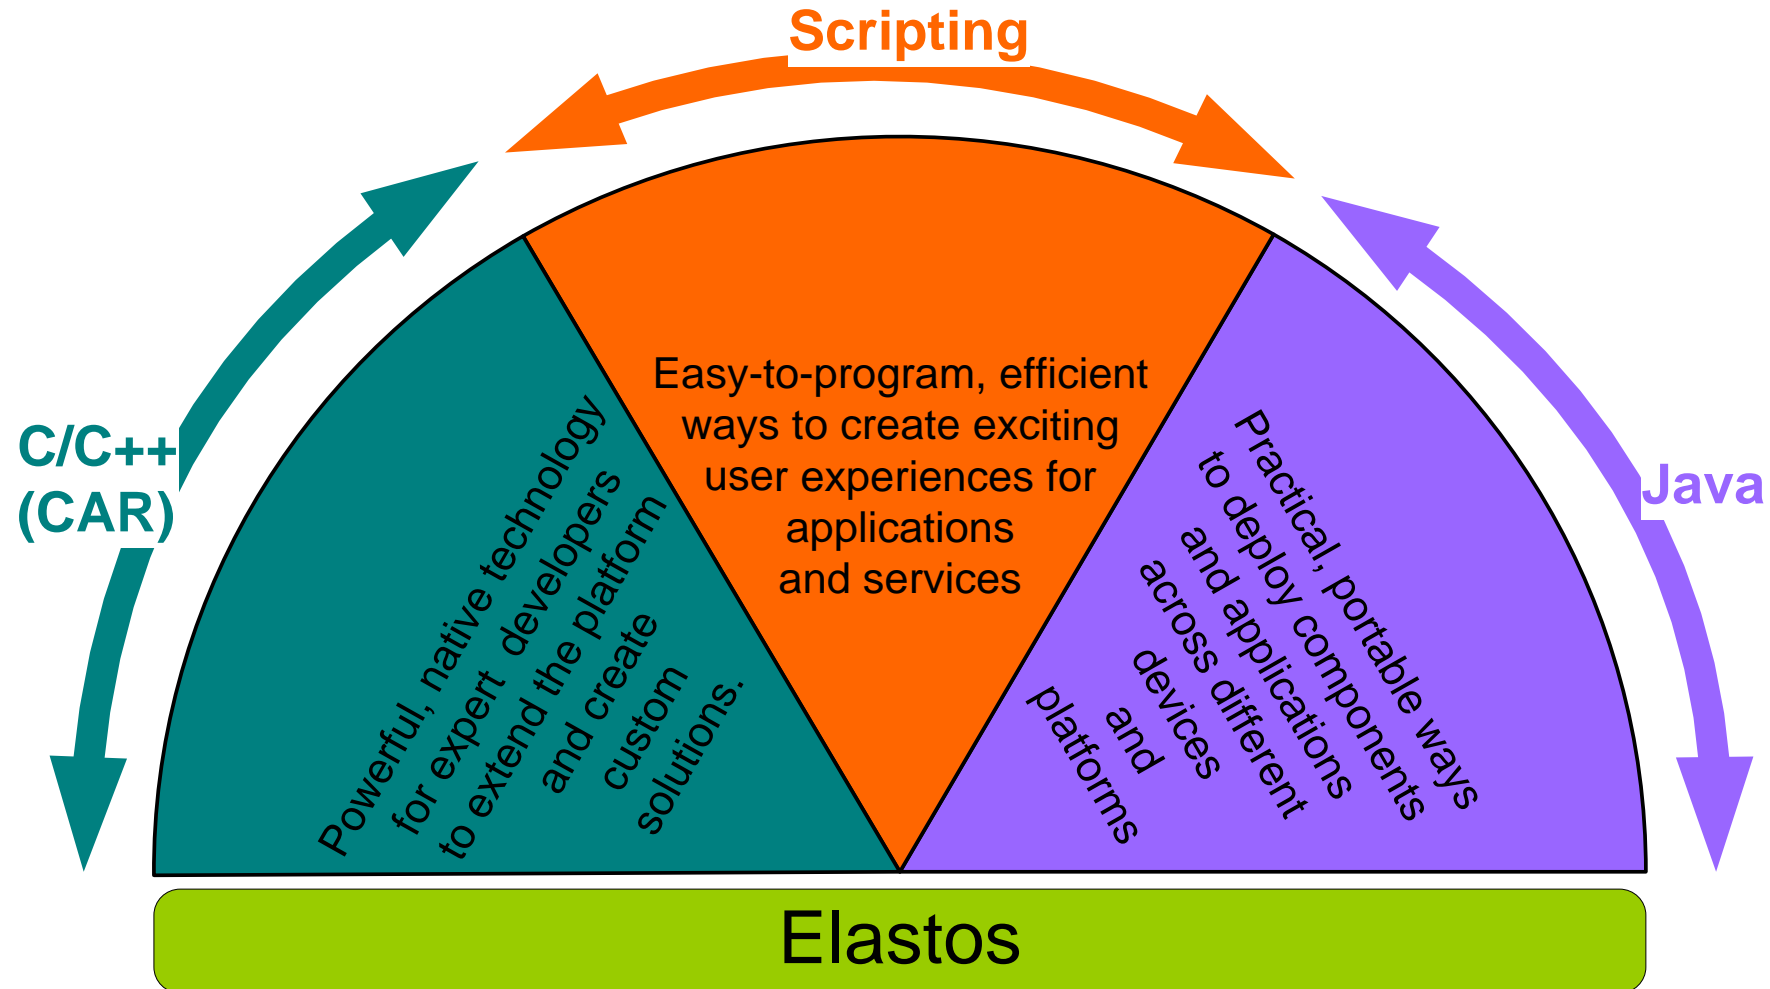 Scripting
C/C++
(CAR)
Powerful, native technology
for expert  developers
to extend the platform
and create
custom
solutions.
Easy-to-program, efficient
ways to create exciting
user experiences for
applications
and services
Practical, portable ways
to deploy components
and applications
across different
devices
and
platforms
Java
Elastos